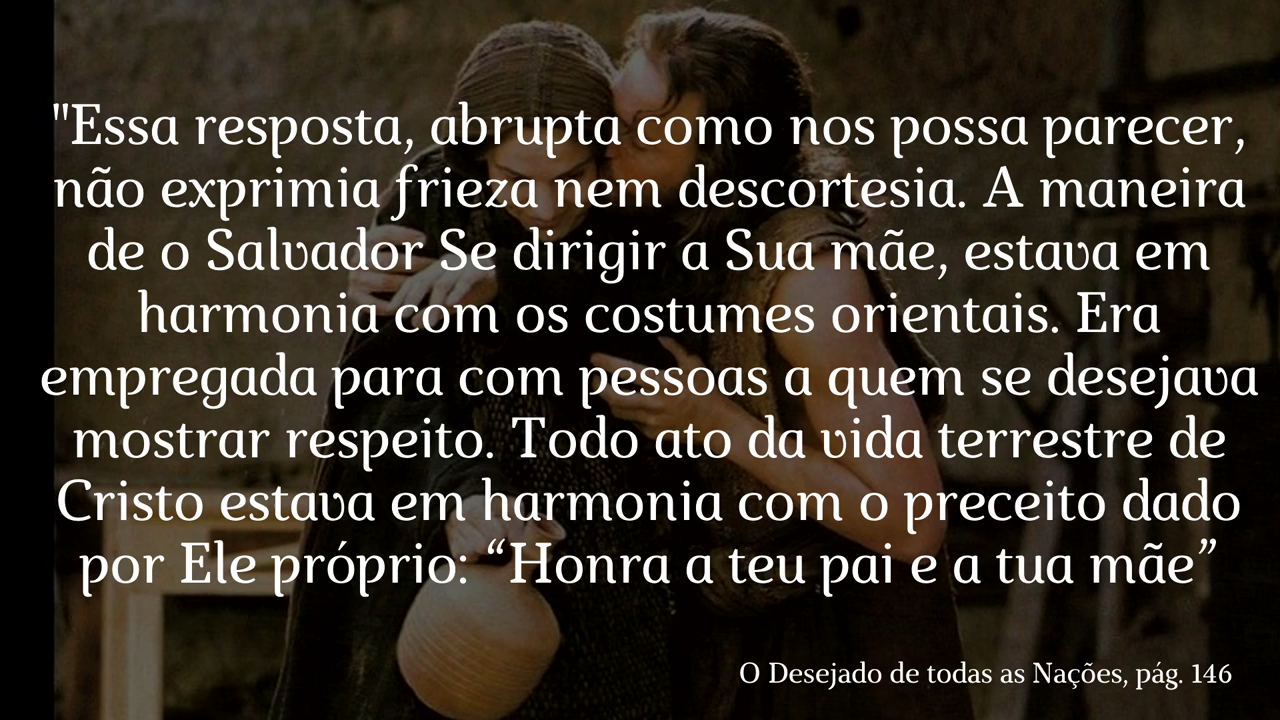 "Essa resposta, abrupta como nos possa parecer,
não exprimia frieza nem descortesia. A maneira
de o Salvador Se dirigir a Sua mãe, estava em
harmonia com os costumes orientais. Era
empregada para com pessoas a quem se desejava
mostrar respeito. Todo ato da vida terrestre de
Cristo estava em harmonia com o preceito dado
por Ele próprio: “Honra a teu pai e a tua mãe”
O Desejado de todas as Nações, pág. 146